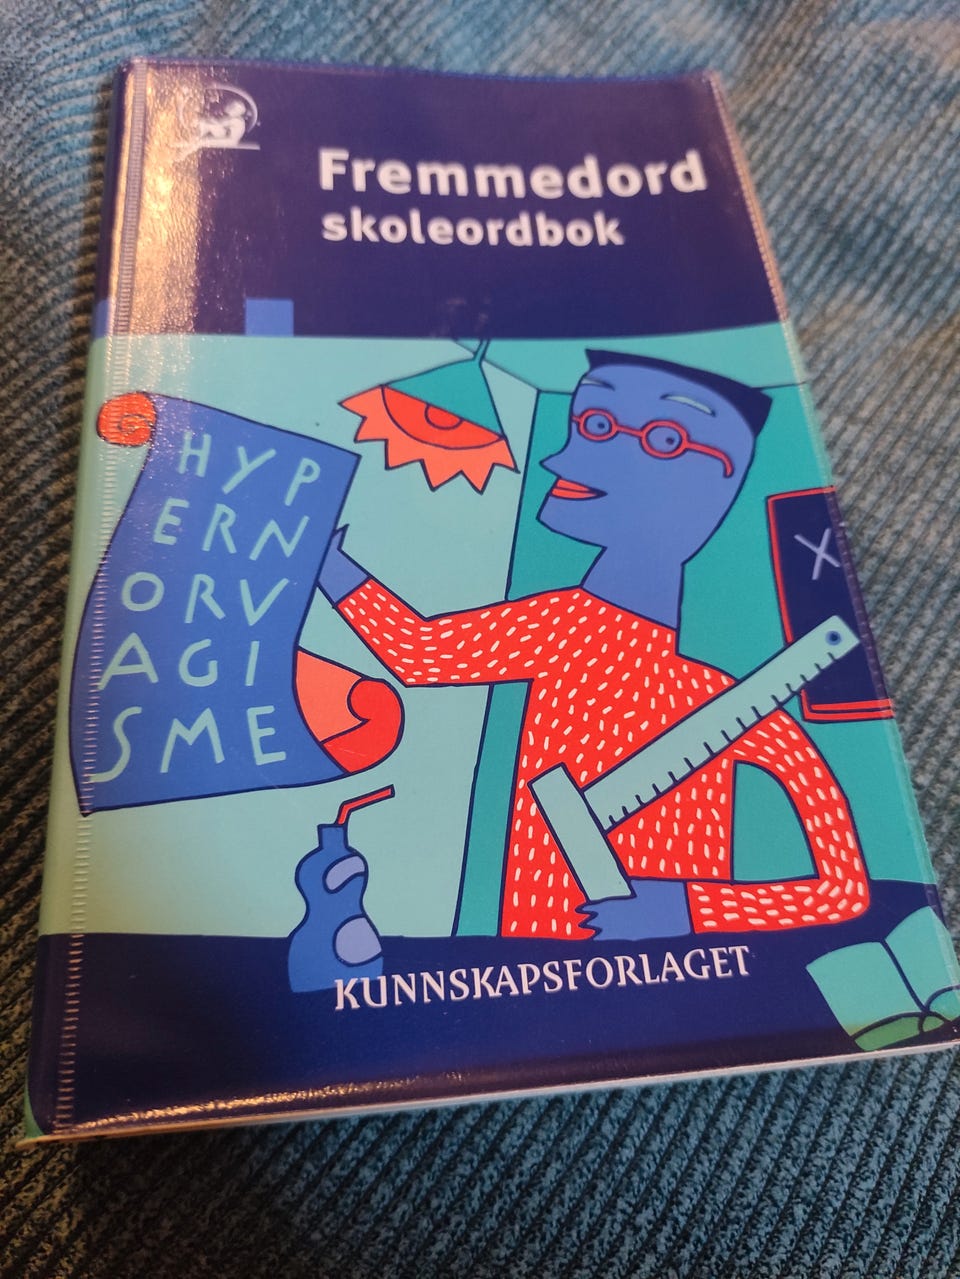 Fremmedord
skoleordbok
HYP
ERN
ORV
AGI
SME
X
KUNNSKAPSFORLAGET